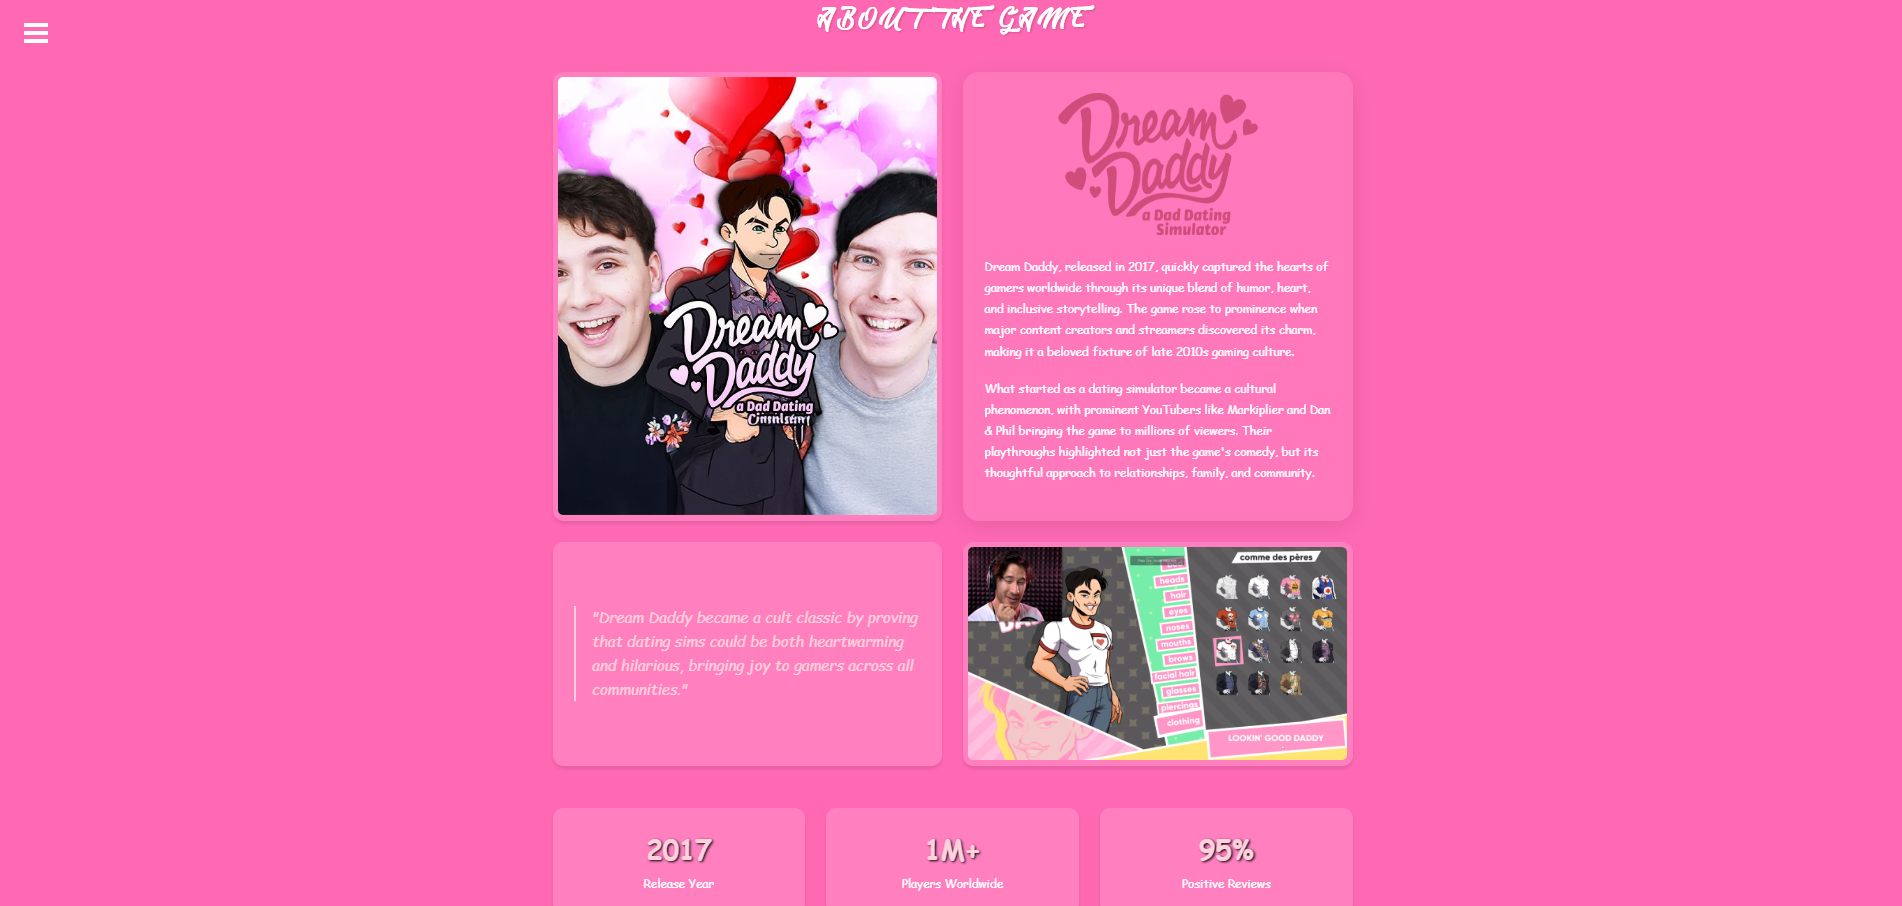 ABOUT THE GAME
Dream
Daddy
a Dad Dating
Dream
Daddy
a Dad Dating
Simulator
Dream Daddy, released in 2017, quickly captured the hearts of
gamers worldwide through its unique blend of humor, heart,
and inclusive storytelling. The game rose to prominence when
major content creators and streamers discovered its charm,
making it a beloved fixture of late 2010s gaming culture.
What started as a dating simulator became a cultural
phenomenon, with prominent YouTubers like Markiplier and Dan
& Phil bringing the game to millions of viewers. Their
playthroughs highlighted not just the game's comedy, but its
thoughtful approach to relationships, family, and community.
"Dream Daddy became a cult classic by proving
that dating sims could be both heartwarming
and hilarious, bringing joy to gamers across all
communities."
comme des pères
heads
hair
eyes
noses
mouths
brows
facial hair
glasses
piercings
clothing
LOOKIN' GOOD DADDY
2017
Release Year
1M+
Players Worldwide
95%
Positive Reviews